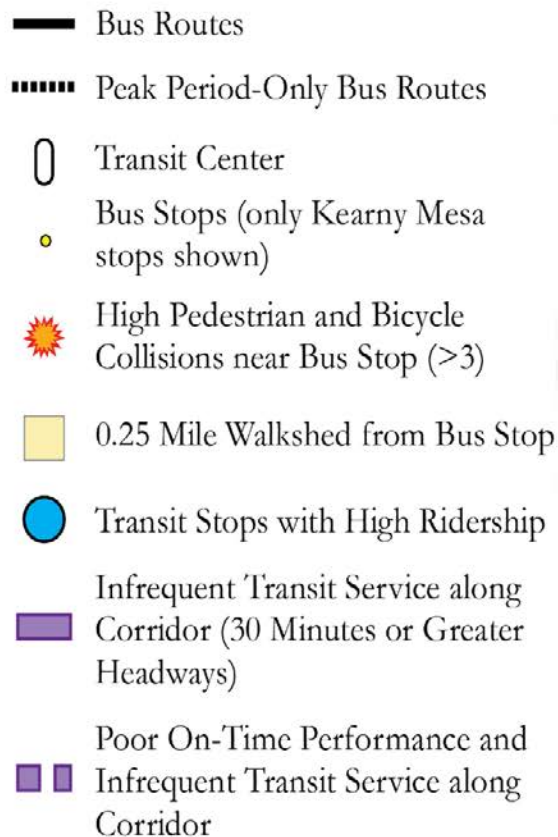 Bus Routes
Peak Period-Only Bus Routes
Transit Center
Bus Stops (only Kearny Mesa
stops shown)
High Pedestrian and Bicycle
Collisions near Bus Stop (>3)
0.25 Mile Walkshed from Bus Stop
Transit Stops with High Ridership
Infrequent Transit Service along
Corridor (30 Minutes or Greater
Headways)
Poor On-Time Performance and
Infrequent Transit Service along
Corridor